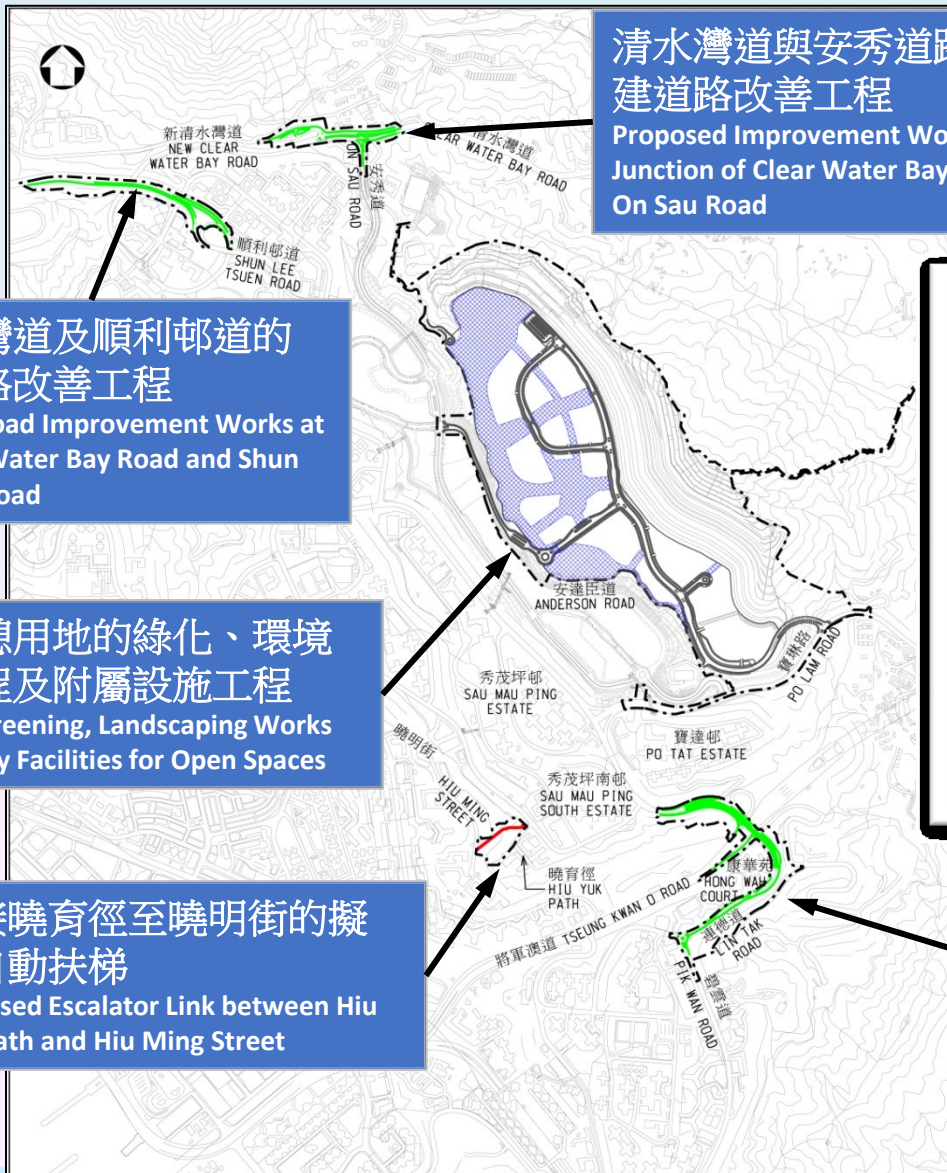 清水灣道與安秀道
建道路改善工程
Proposed Improvement Wo
Junction of Clear Water Bay
On Sau Road
新清水灣道
NEW CLEAR
WATER BAY ROAD
清水灣道
CLEAR WATER BAY ROAD
安秀道
ON SAU ROAD
順利邨道
SHUN LEE
TSUEN ROAD
灣道及順利邨道的
路改善工程
oad Improvement Works at
Water Bay Road and Shun
oad
安達臣道
ANDERSON ROAD
寶琳路
PO LAM ROAD
憩用地的綠化、環境
程及附屬設施工程
reening, Landscaping Works
y Facilities for Open Spaces
秀茂坪邨
SAU MAU PING
ESTATE
寶達邨
PO TAT ESTATE
曉明街
HIU MING
STREET
秀茂坪南邨
SAU MAU PING
SOUTH ESTATE
曉育徑
HIU YUK
PATH
康華苑
HONG WAH
COURT
將軍澳道 TSEUNG KWAN O ROAD
連德道
LIN TAK
ROAD
碧雲道
PIK WAN ROAD
接曉育徑至曉明街的擬
自動扶梯
sed Escalator Link between Hiu
ath and Hiu Ming Street